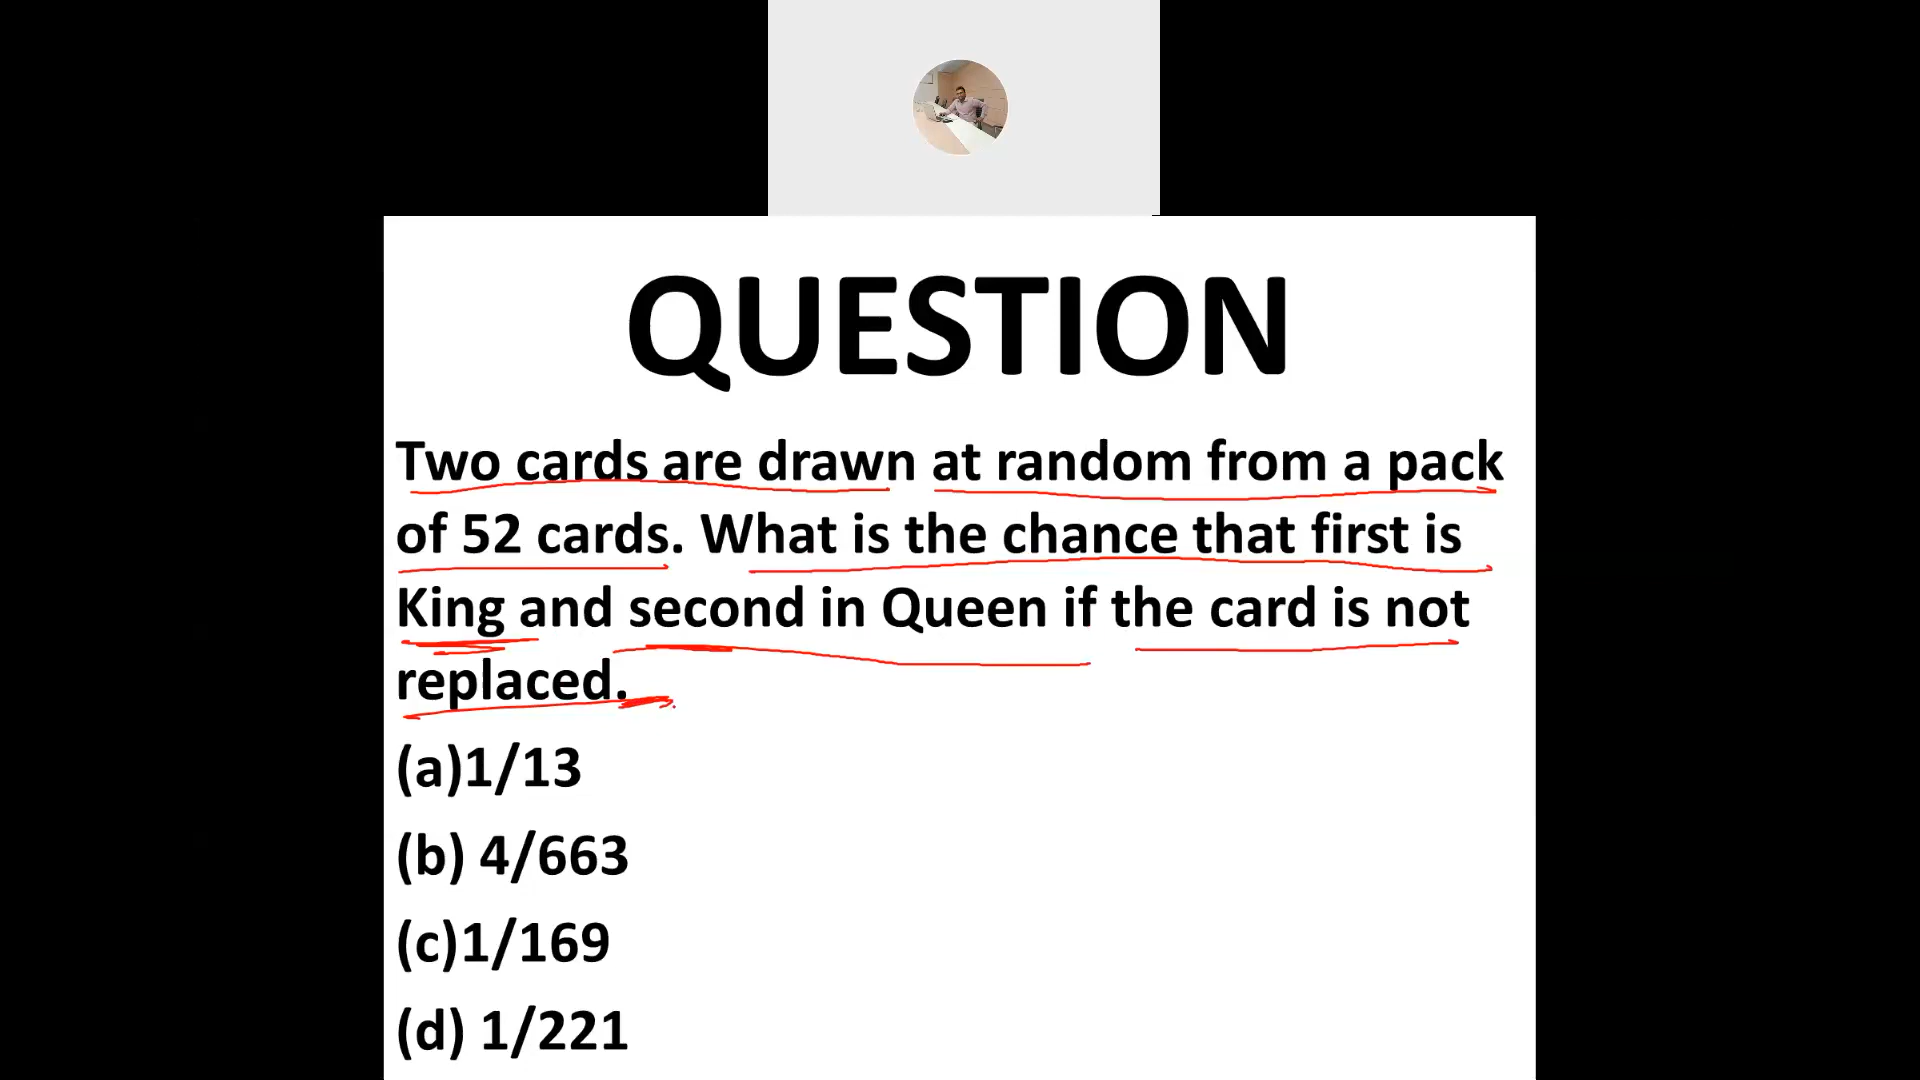 QUESTION
Two cards are drawn at random from a pack
of 52 cards. What is the chance that first is
King and second in Queen if the card is not
replaced.
(a)1/13
(b) 4/663
(c)1/169
(d) 1/221